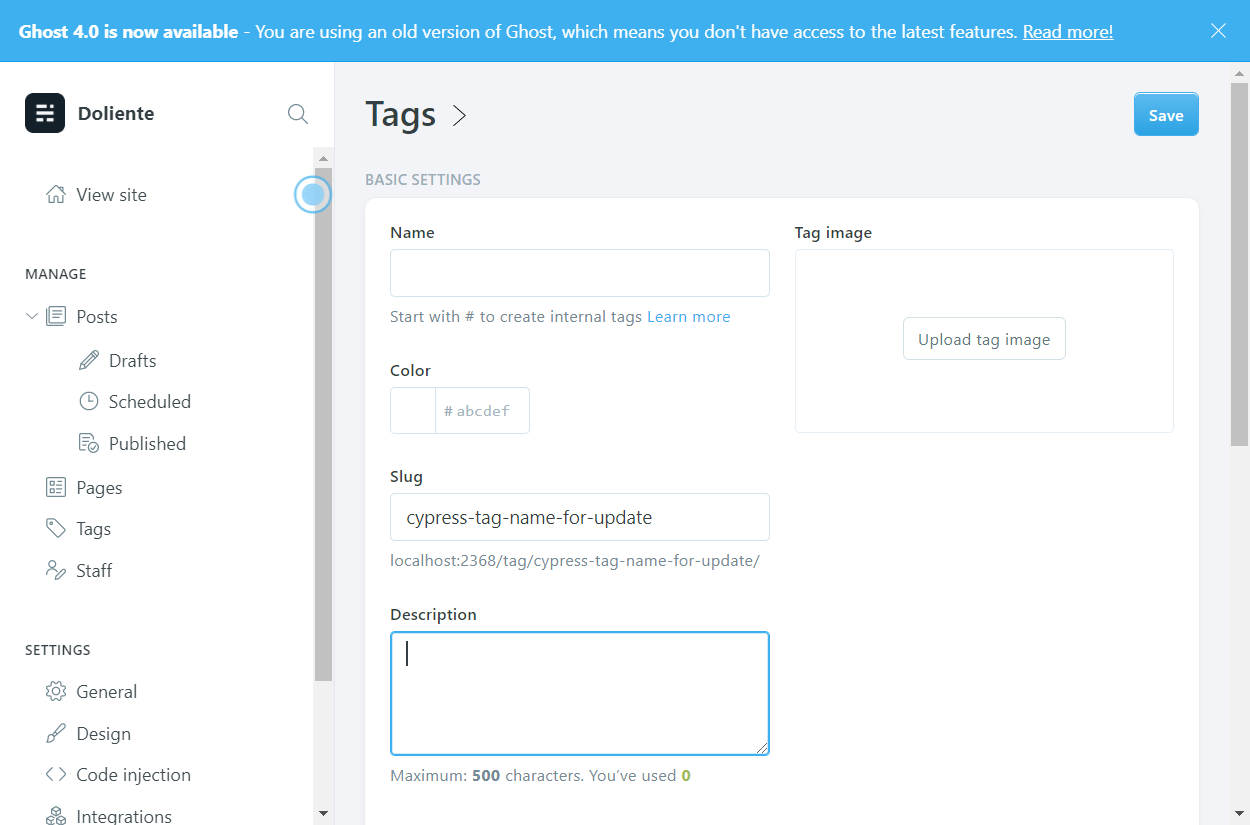 Ghost 4.0 is now available - You are using an old version of Ghost, which means you don't have access to the latest features. Read more!
Doliente
View site
MANAGE
Posts
Drafts
Scheduled
Published
Pages
Tags
Staff
SETTINGS
General
Design
Code injection
Integrations
Tags
Save
BASIC SETTINGS
Name
Start with # to create internal tags Learn more
Color
# abcdef
Slug
cypress-tag-name-for-update
localhost:2368/tag/cypress-tag-name-for-update/
Description
Maximum: 500 characters. You’ve used 0
Tag image
Upload tag image